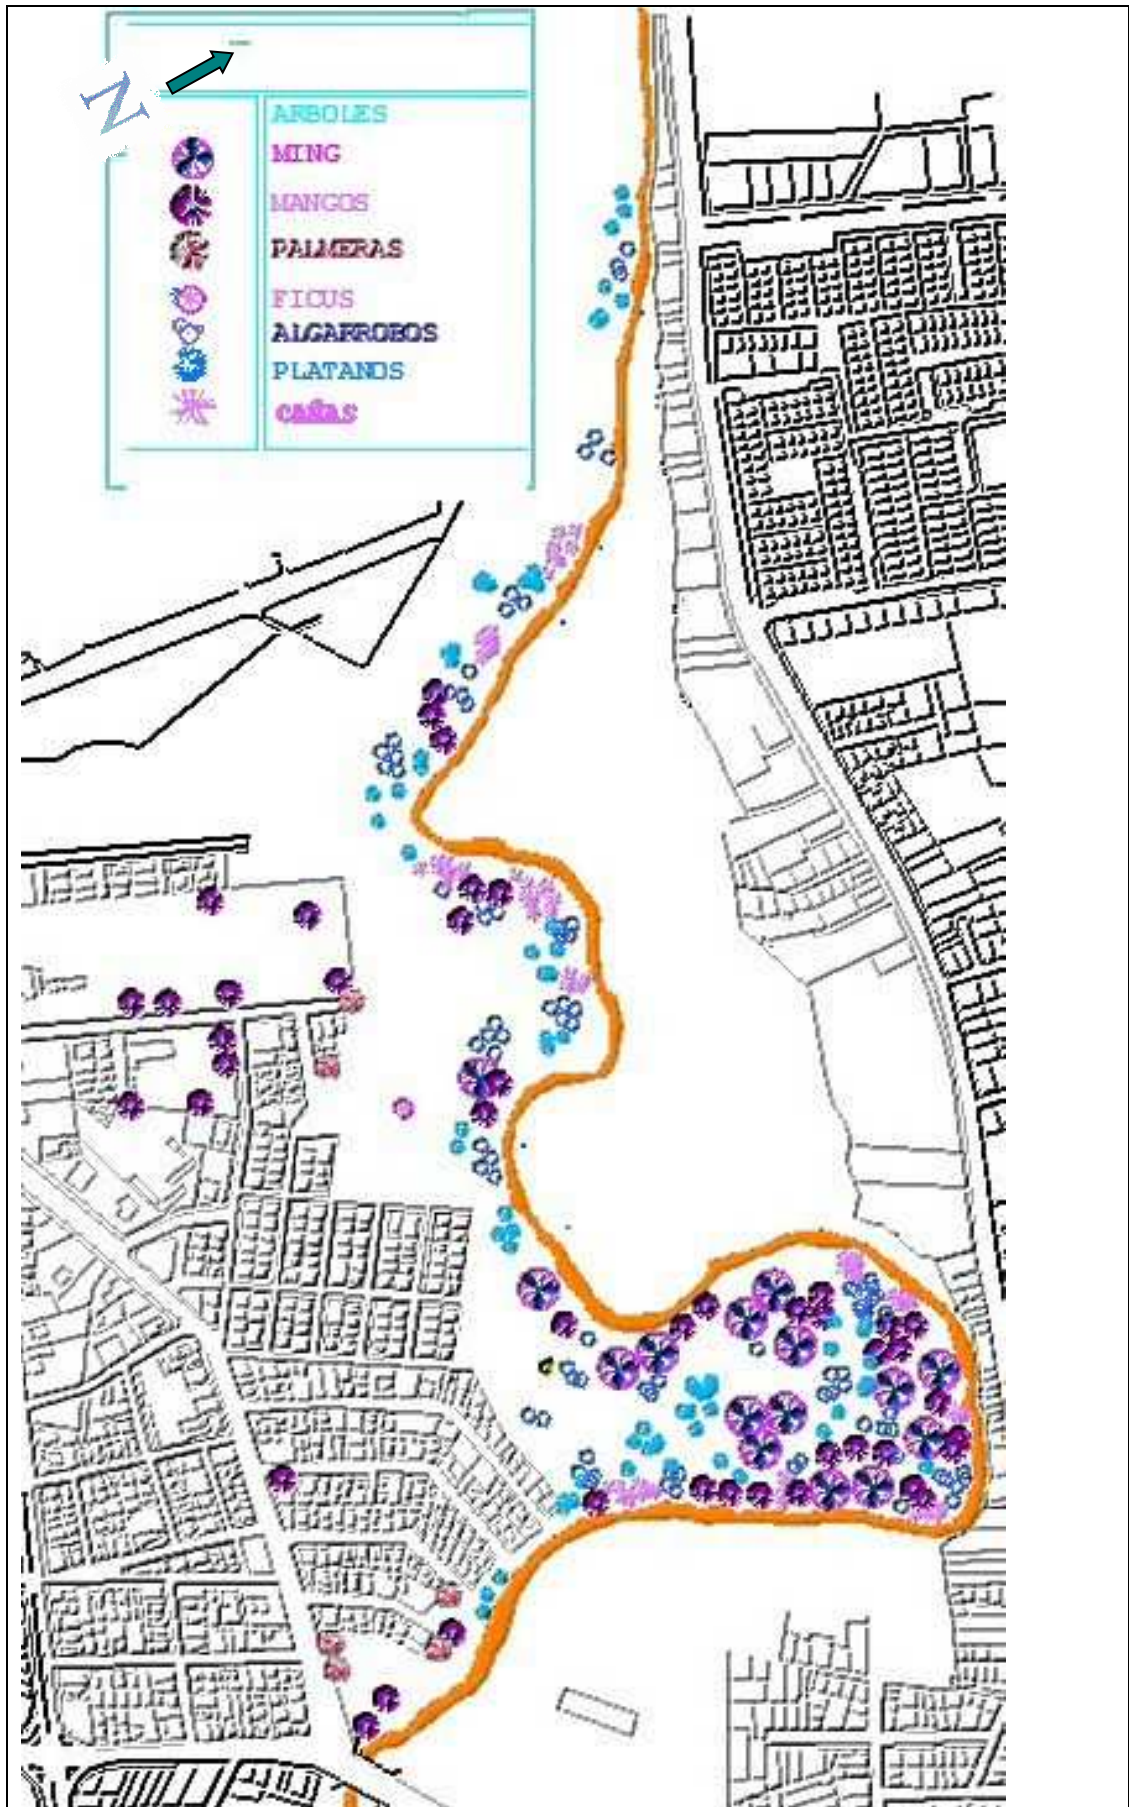 N
ARBOLES
MING
MANGOS
PALMERAS
FICUS
ALGARROBOS
PLATANOS
CAÑAS